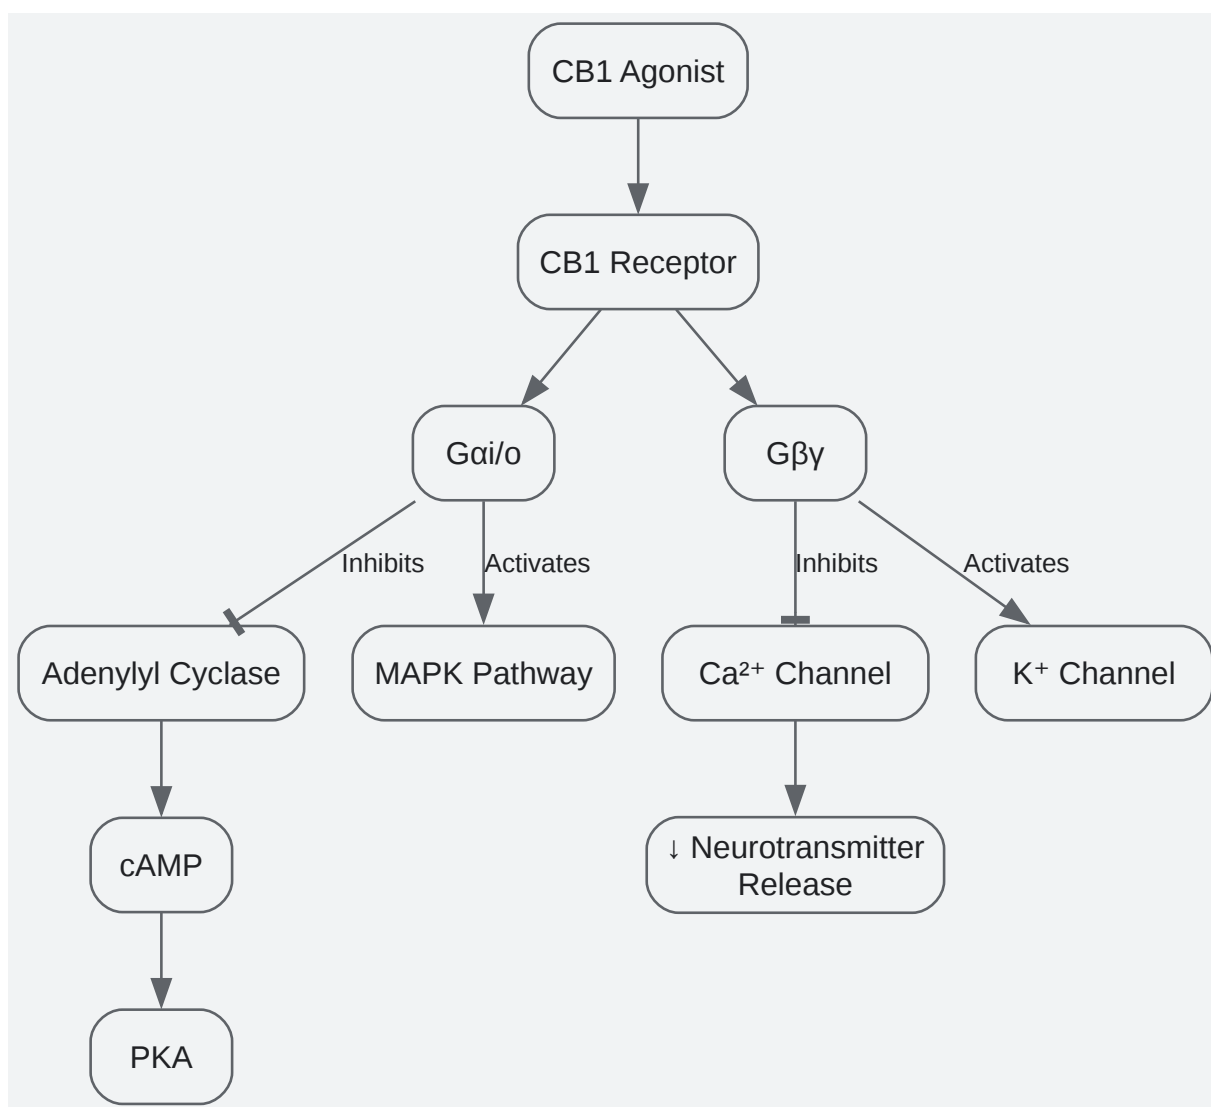 CB1 Agonist
CB1 Receptor
Gαi/o
Gβγ
Inhibits
Activates
Inhibits
Activates
Adenylyl Cyclase
MAPK Pathway
Ca²⁺ Channel
K⁺ Channel
cAMP
↓ Neurotransmitter
Release
PKA